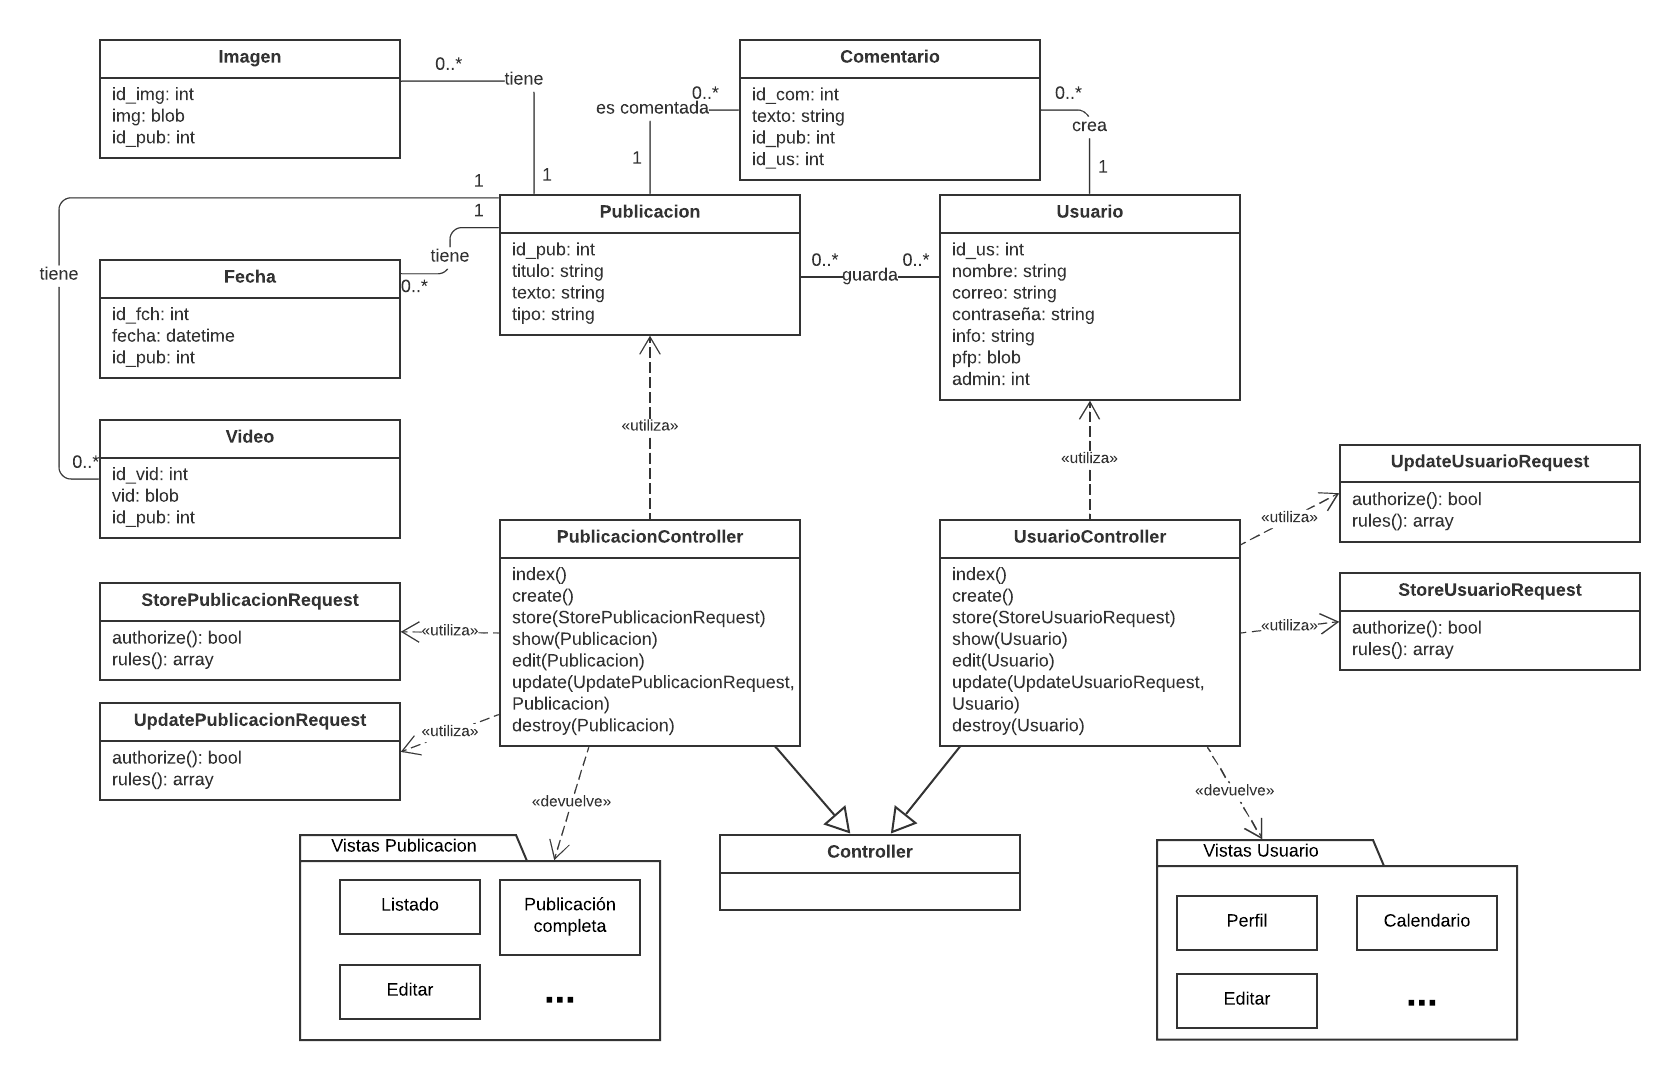 Imagen
id_img: int
img: blob
id_pub: int
0..*
tiene
1
Comentario
id_com: int
texto: string
id_pub: int
id_us: int
0..*
es comentada
1
0..*
crea
1
1
tiene
0..*
1
tiene
0..*
Fecha
id_fch: int
fecha: datetime
id_pub: int
Publicacion
id_pub: int
titulo: string
texto: string
tipo: string
0..*
guarda
0..*
Usuario
id_us: int
nombre: string
correo: string
contraseña: string
info: string
pfp: blob
admin: int
Video
id_vid: int
vid: blob
id_pub: int
«utiliza»
«utiliza»
PublicacionController
index()
create()
store(StorePublicacionRequest)
show(Publicacion)
edit(Publicacion)
update(UpdatePublicacionRequest,
Publicacion)
destroy(Publicacion)
UsuarioController
index()
create()
store(StoreUsuarioRequest)
show(Usuario)
edit(Usuario)
update(UpdateUsuarioRequest,
Usuario)
destroy(Usuario)
«utiliza»
UpdateUsuarioRequest
authorize(): bool
rules(): array
«utiliza»
StoreUsuarioRequest
authorize(): bool
rules(): array
StorePublicacionRequest
authorize(): bool
rules(): array
«utiliza»
UpdatePublicacionRequest
authorize(): bool
rules(): array
«utiliza»
«devuelve»
«devuelve»
Vistas Publicacion
Listado
Publicación
completa
Editar
...
Controller
Vistas Usuario
Perfil
Calendario
Editar
...